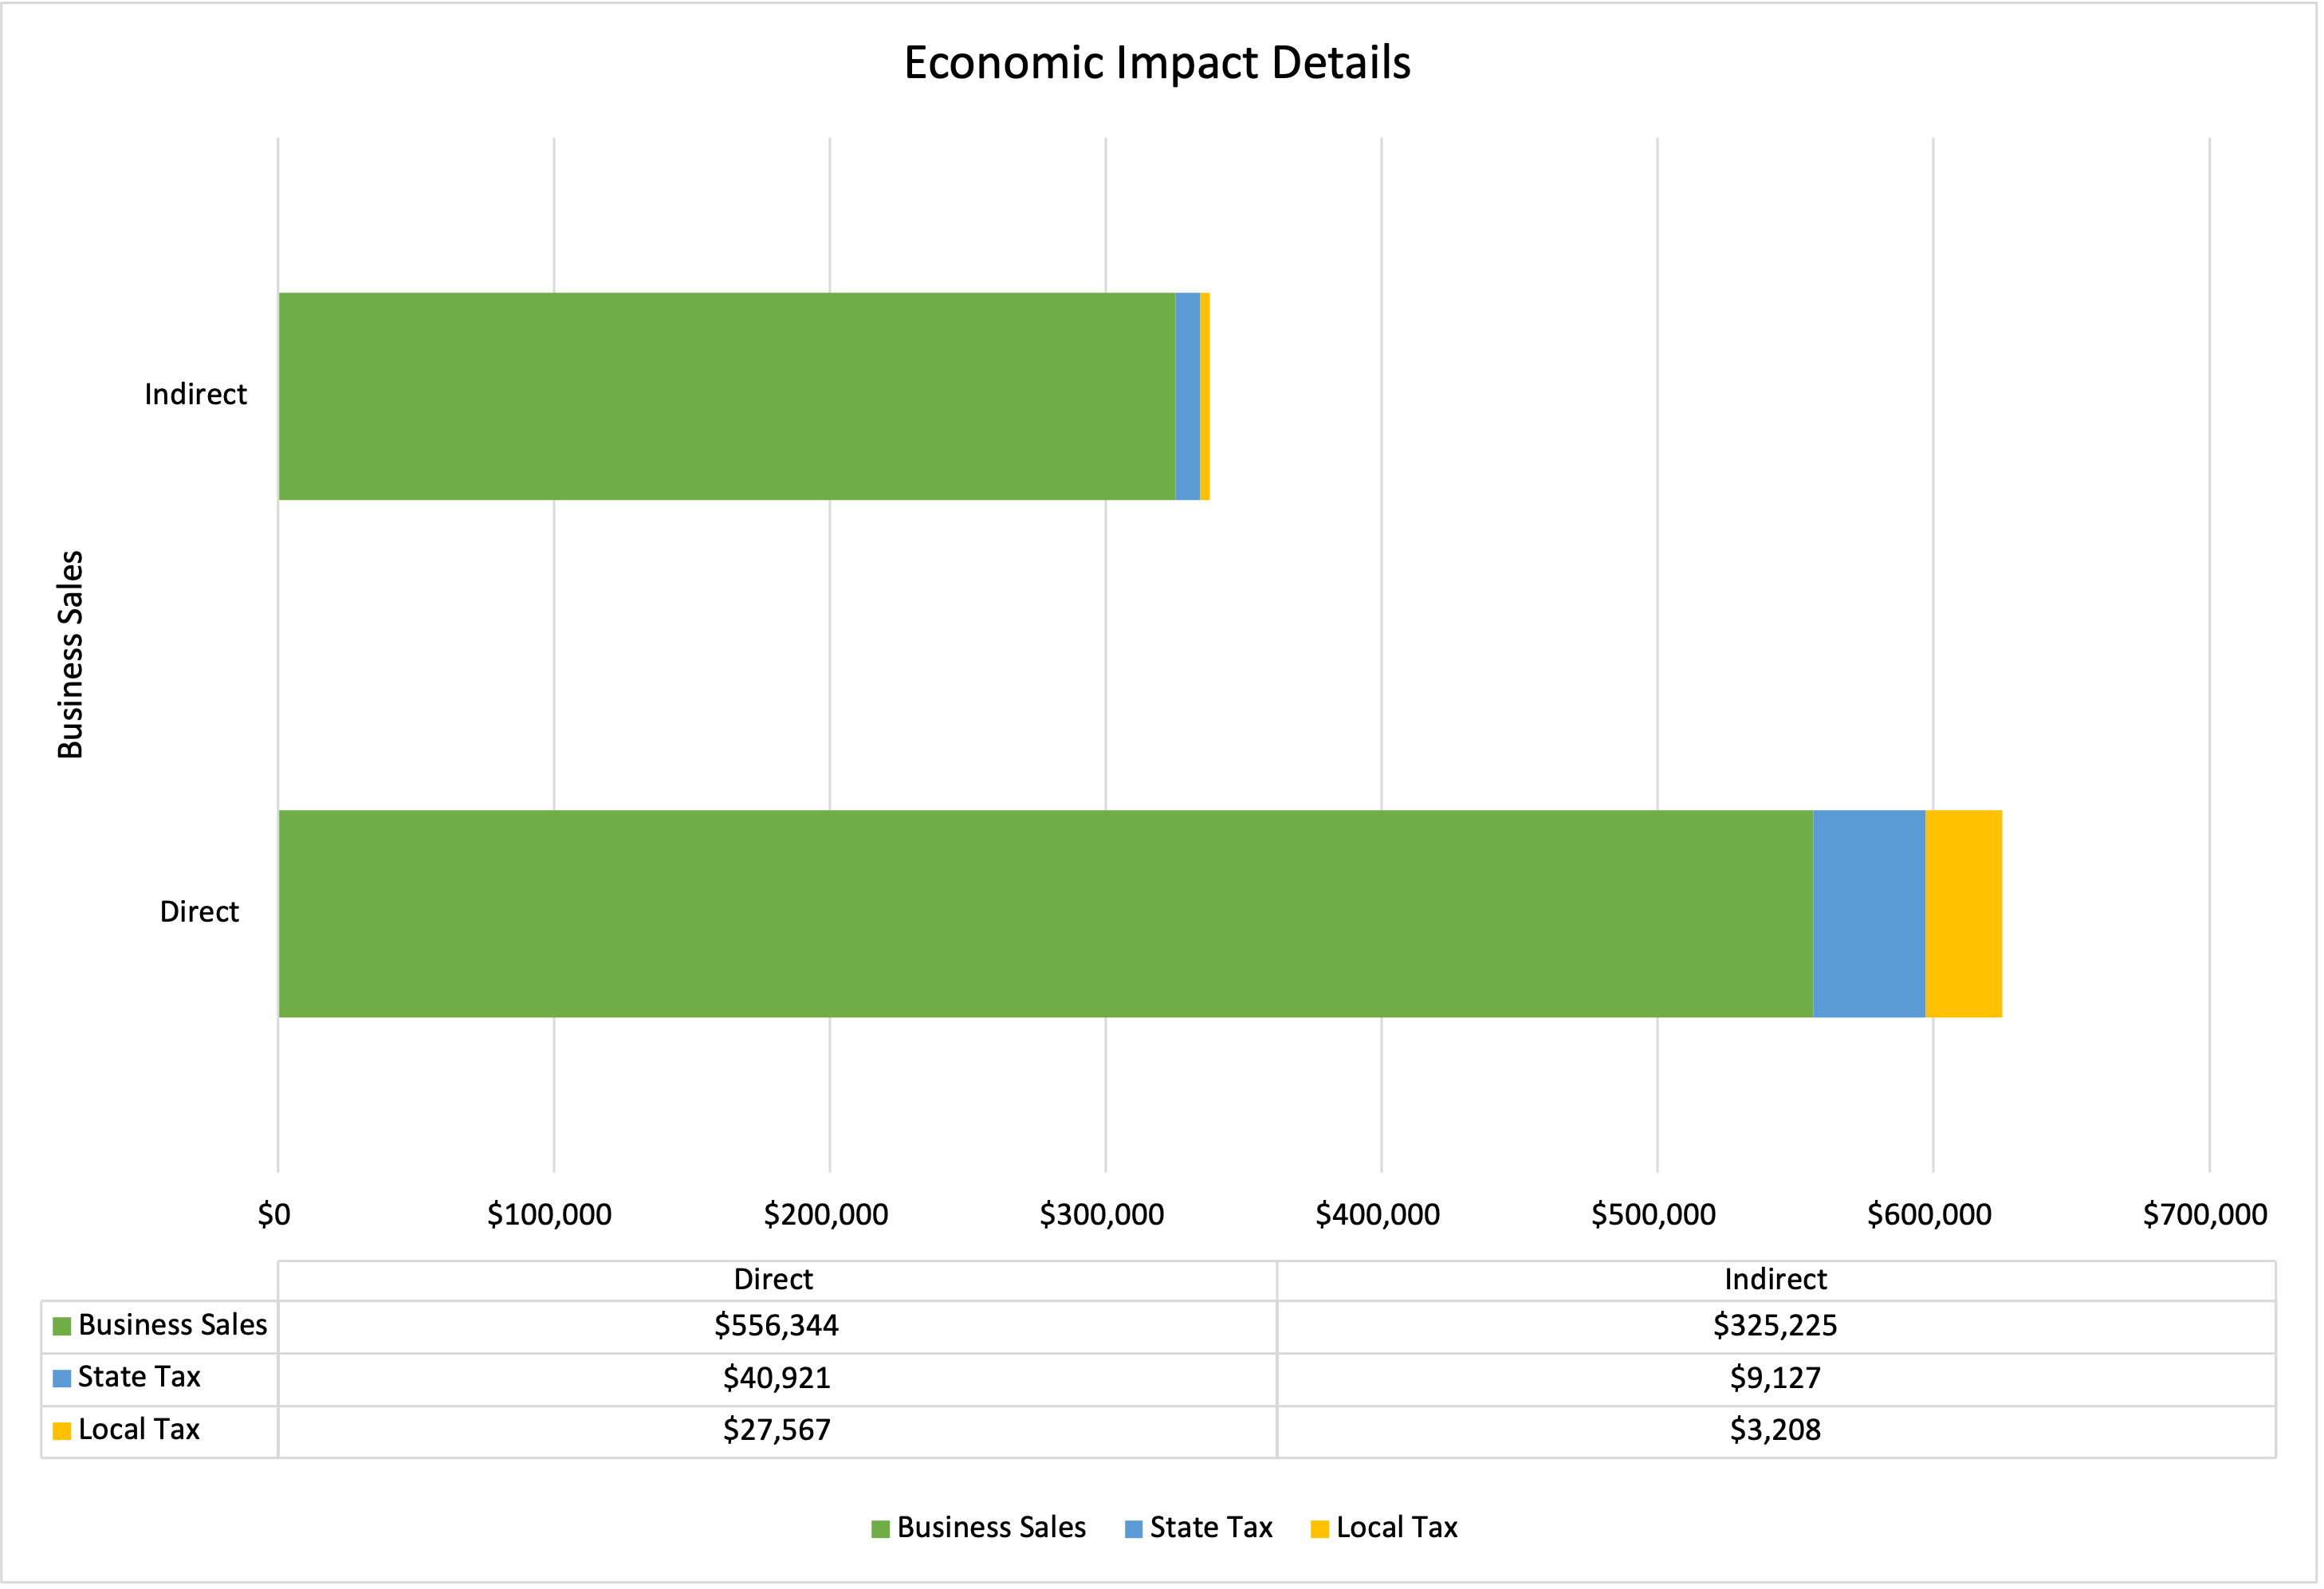 Economic Impact Details
Indirect
Business Sales
Direct
$0 $100,000 $200,000 $300,000 $400,000 $500,000 $600,000 $700,000
Direct Indirect
Business Sales $556,344 $325,225
State Tax $40,921 $9,127
Local Tax $27,567 $3,208
Business Sales State Tax Local Tax